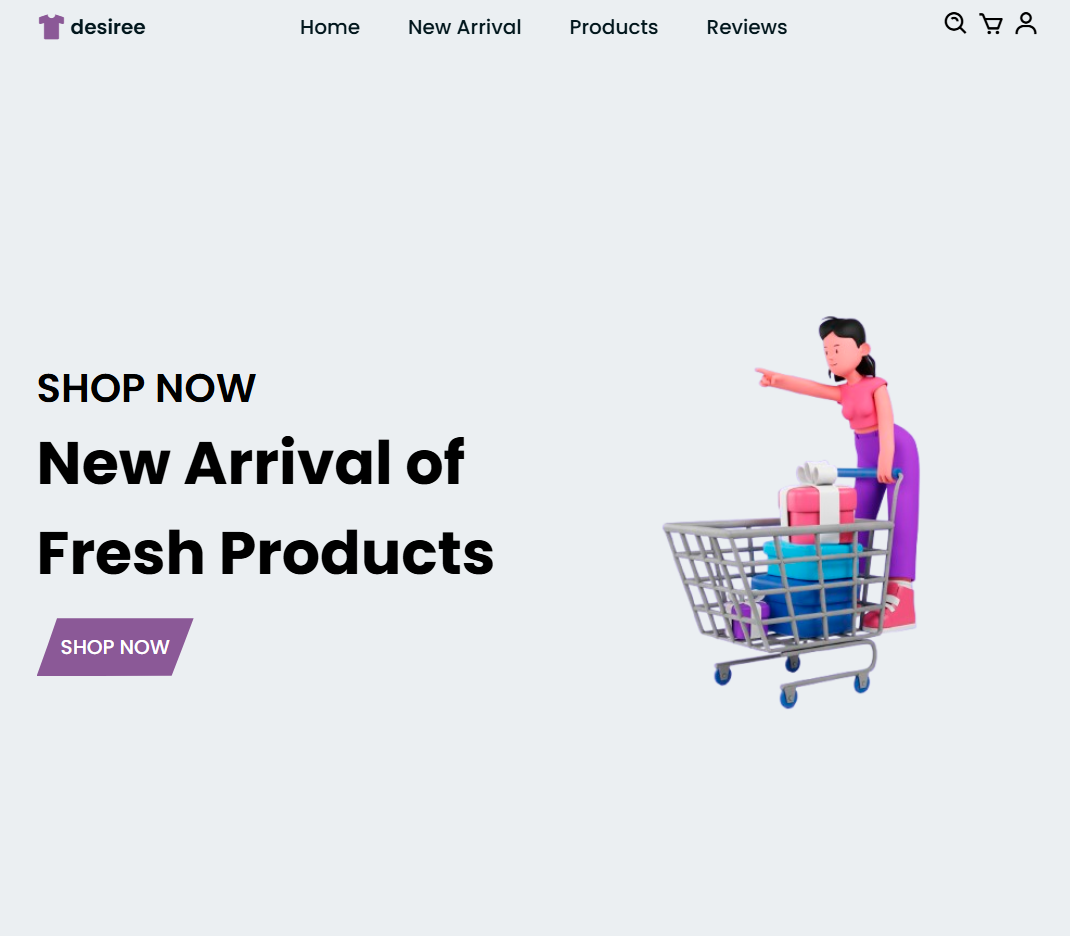 desiree
Home New Arrival Products Reviews
SHOP NOW
New Arrival of
Fresh Products
SHOP NOW